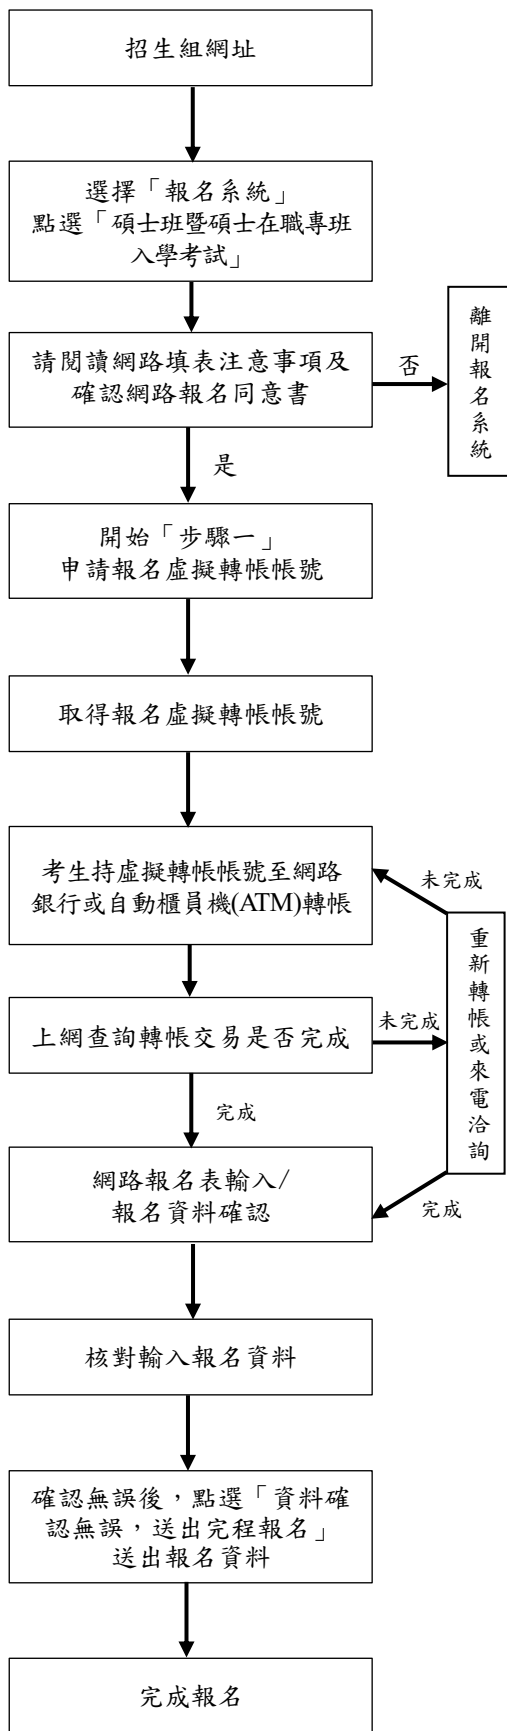 招生組網址
選擇「報名系統」
點選「碩士班暨碩士在職專班
入學考試」
請閱讀網路填表注意事項及
確認網路報名同意書
否
離開報名系統
是
開始「步驟一」
申請報名虛擬轉帳帳號
取得報名虛擬轉帳帳號
考生持虛擬轉帳帳號至網路
銀行或自動櫃員機(ATM)轉帳
未完成
重新轉帳或來電洽詢
上網查詢轉帳交易是否完成
未完成
完成
網路報名表輸入/
報名資料確認
完成
核對輸入報名資料
確認無誤後，點選「資料確
認無誤，送出完程報名」
送出報名資料
完成報名